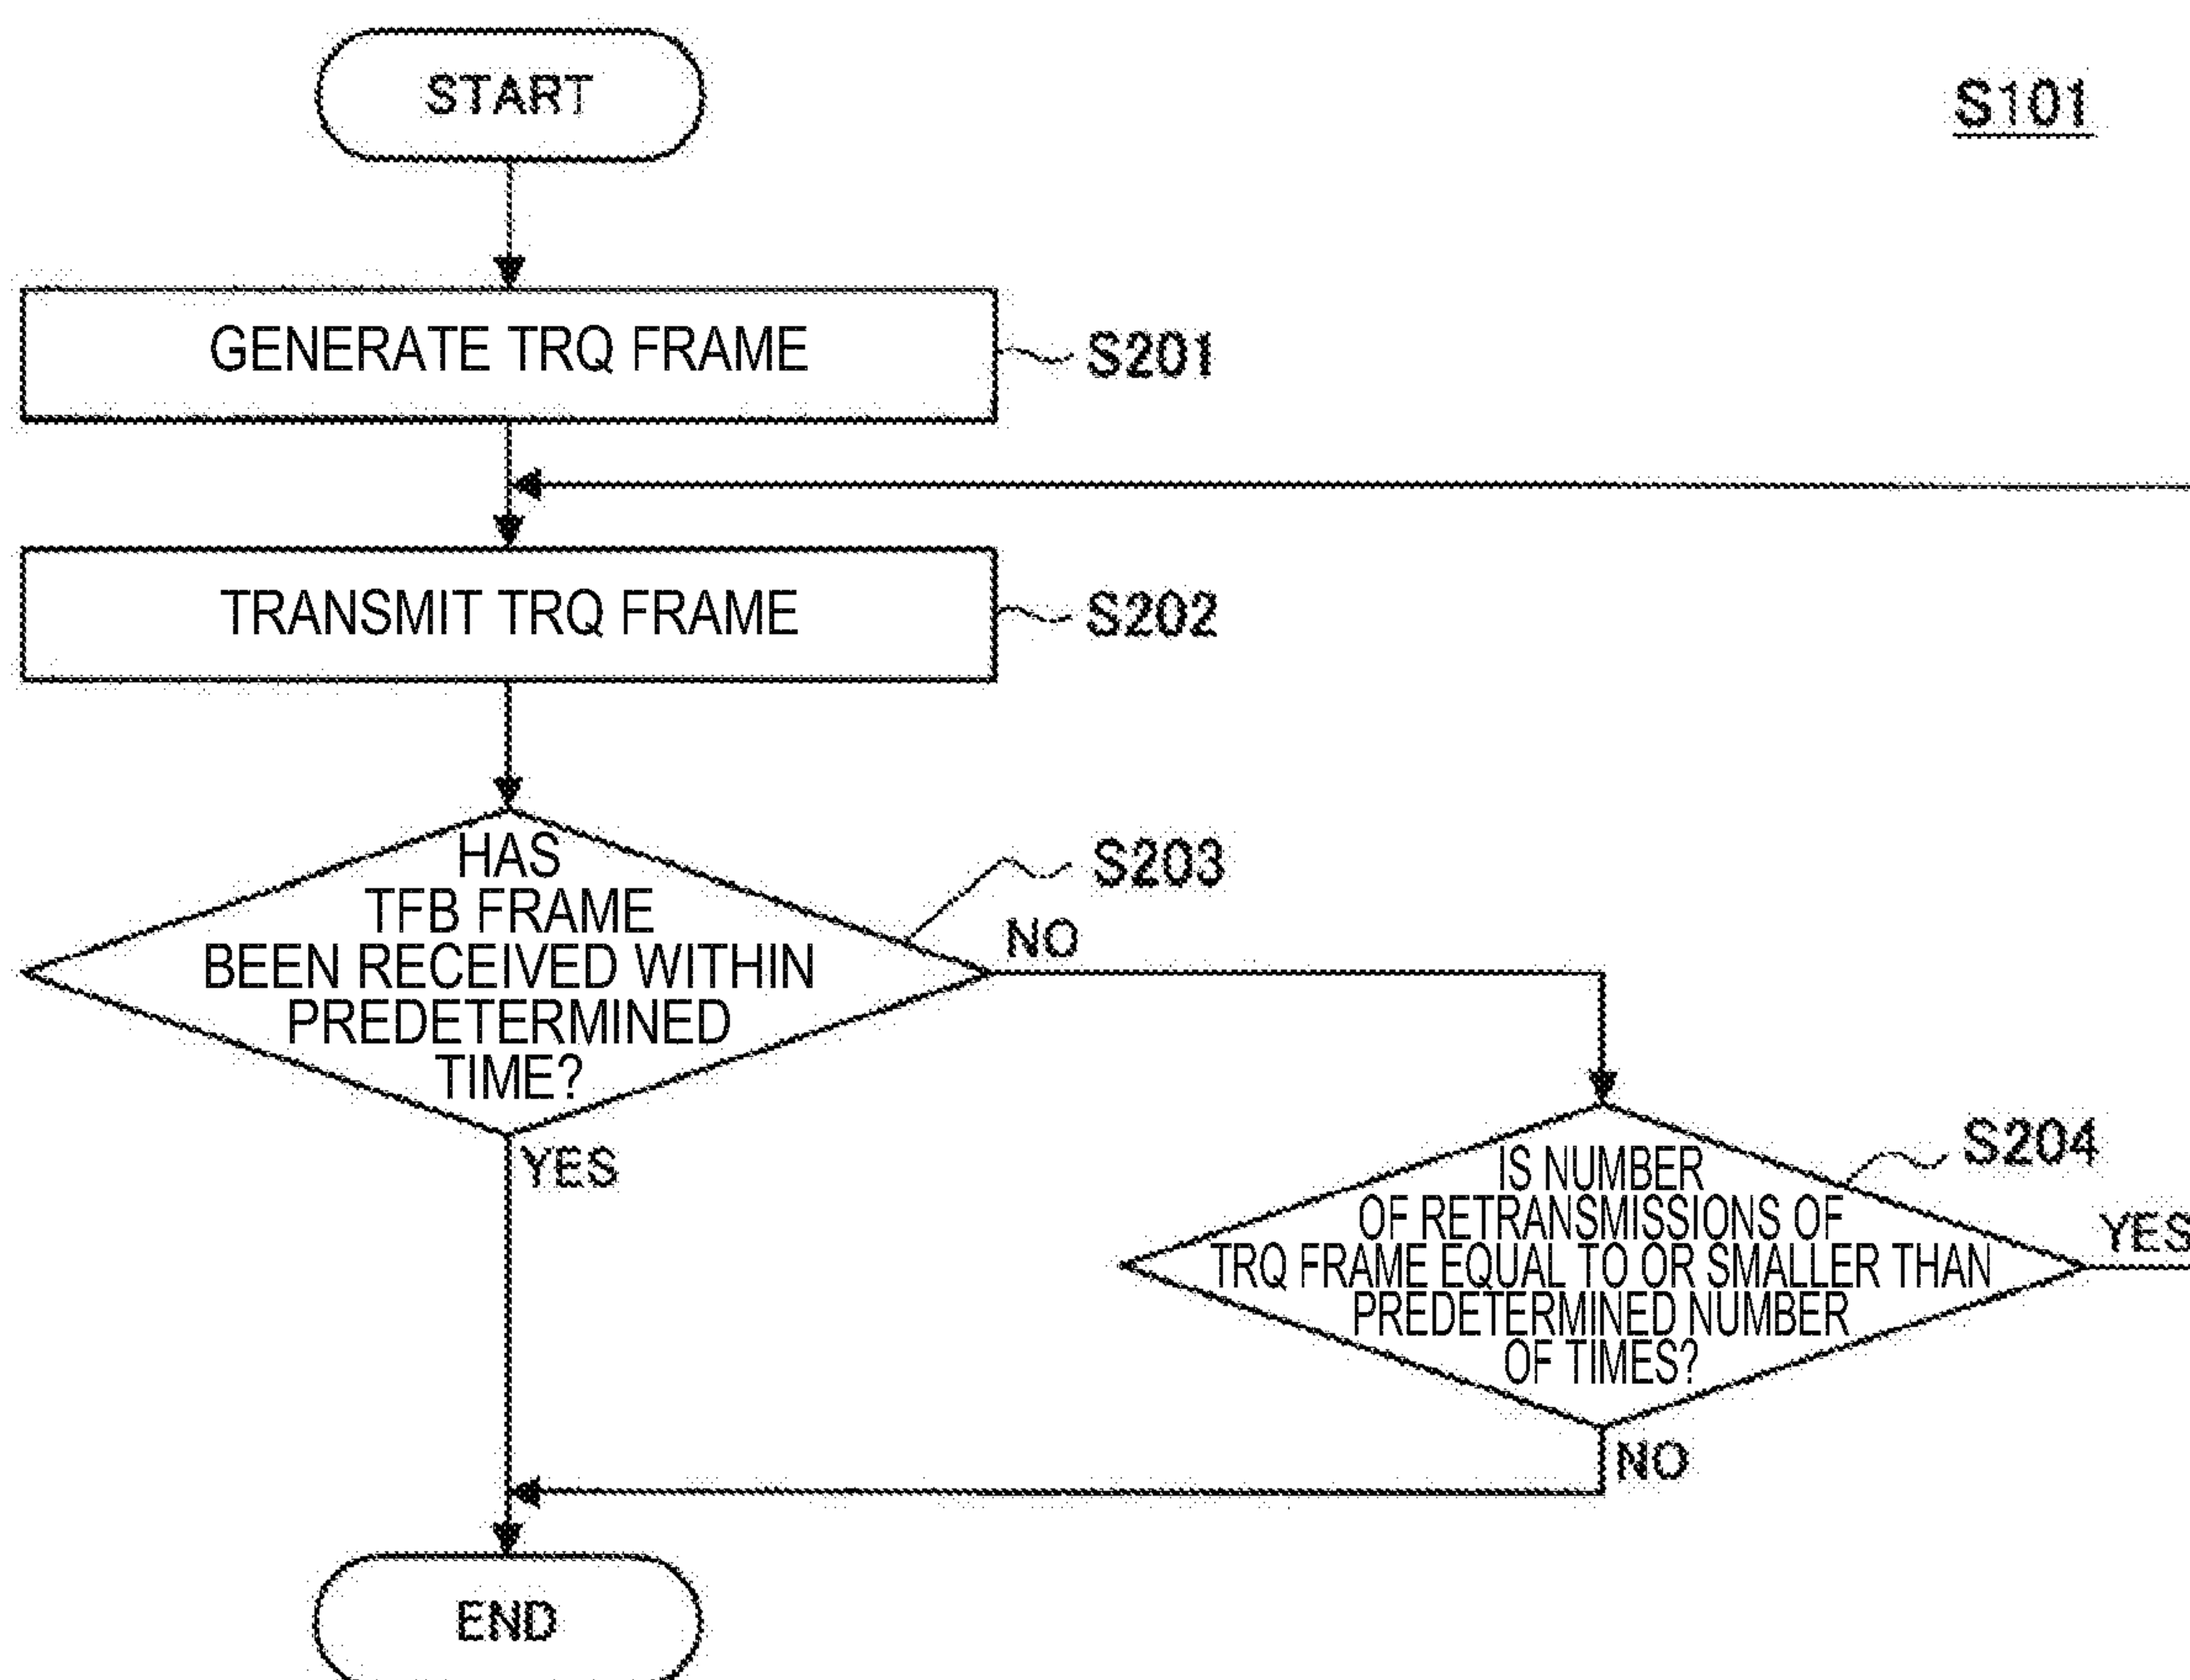 START
S101
GENERATE TRQ FRAME
S201
TRANSMIT TRQ FRAME
S202
HAS
TFB FRAME
BEEN RECEIVED WITHIN
PREDETERMINED
TIME?
S203
NO
YES
IS NUMBER
OF RETRANSMISSIONS OF
TRQ FRAME EQUAL TO OR SMALLER THAN
PREDETERMINED NUMBER
OF TIMES?
S204
YES
NO
END